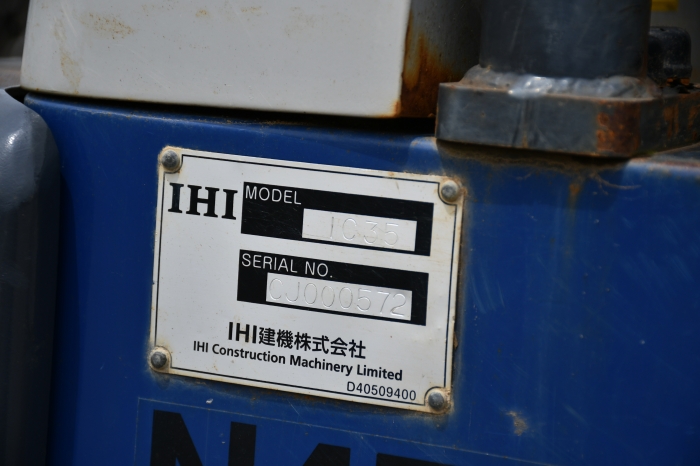 IHI
MODEL
IC35
SERIAL NO.
CJ000572
IHI建機株式会社
IHI Construction Machinery Limited
D40509400